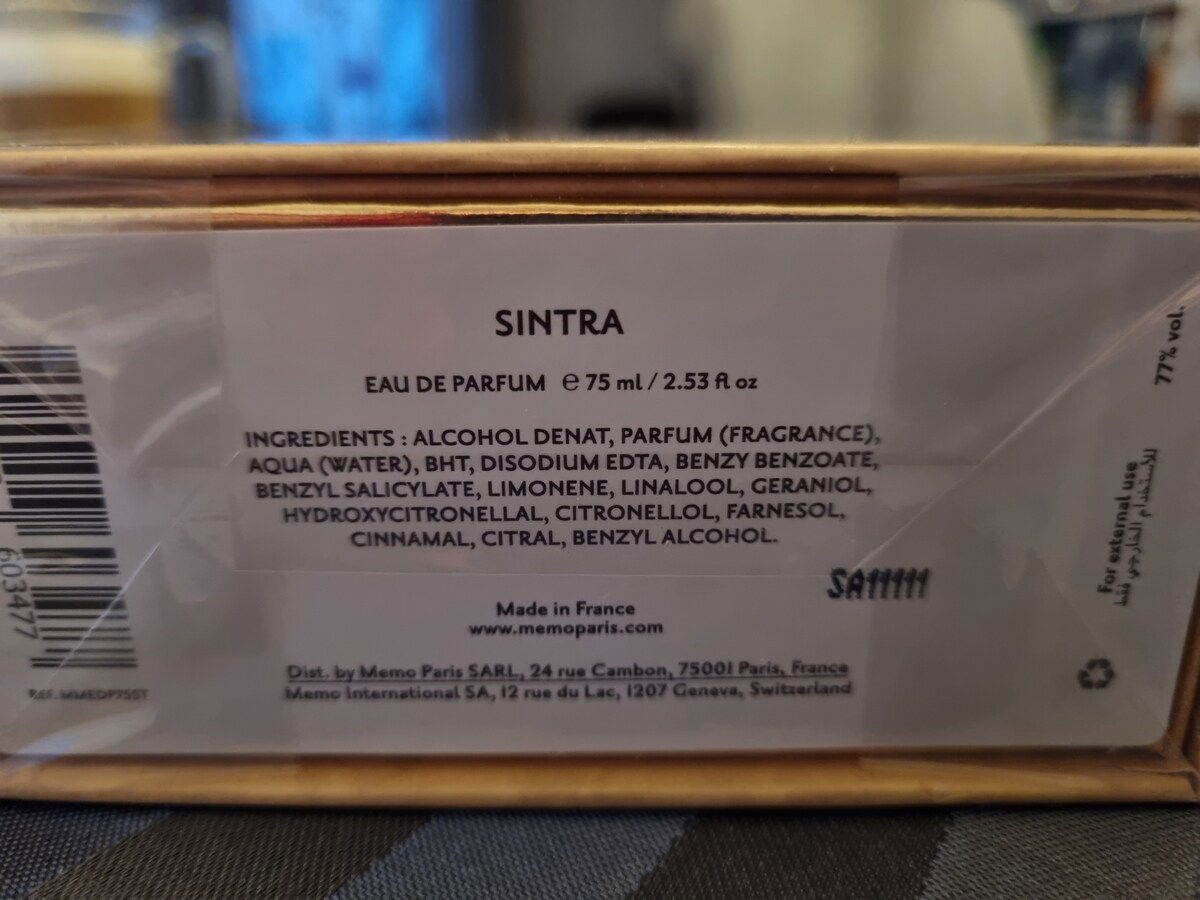 SINTRA
EAU DE PARFUM ℮ 75 ml / 2.53 fl oz
INGREDIENTS : ALCOHOL DENAT, PARFUM (FRAGRANCE),
AQUA (WATER), BHT, DISODIUM EDTA, BENZY BENZOATE,
BENZYL SALICYLATE, LIMONENE, LINALOOL, GERANIOL,
HYDROXYCITRONELLAL, CITRONELLOL, FARNESOL,
CINNAMAL, CITRAL, BENZYL ALCOHOL.
SA11111
Made in France
www.memoparis.com
Dist. by Memo Paris SARL, 24 rue Cambon, 75001 Paris, France
Memo International SA, 12 rue du Lac, 1207 Geneva, Switzerland
603477
REF. MMEDP75ST
77% vol.
For external use
للاستخدام الخارجي فقط